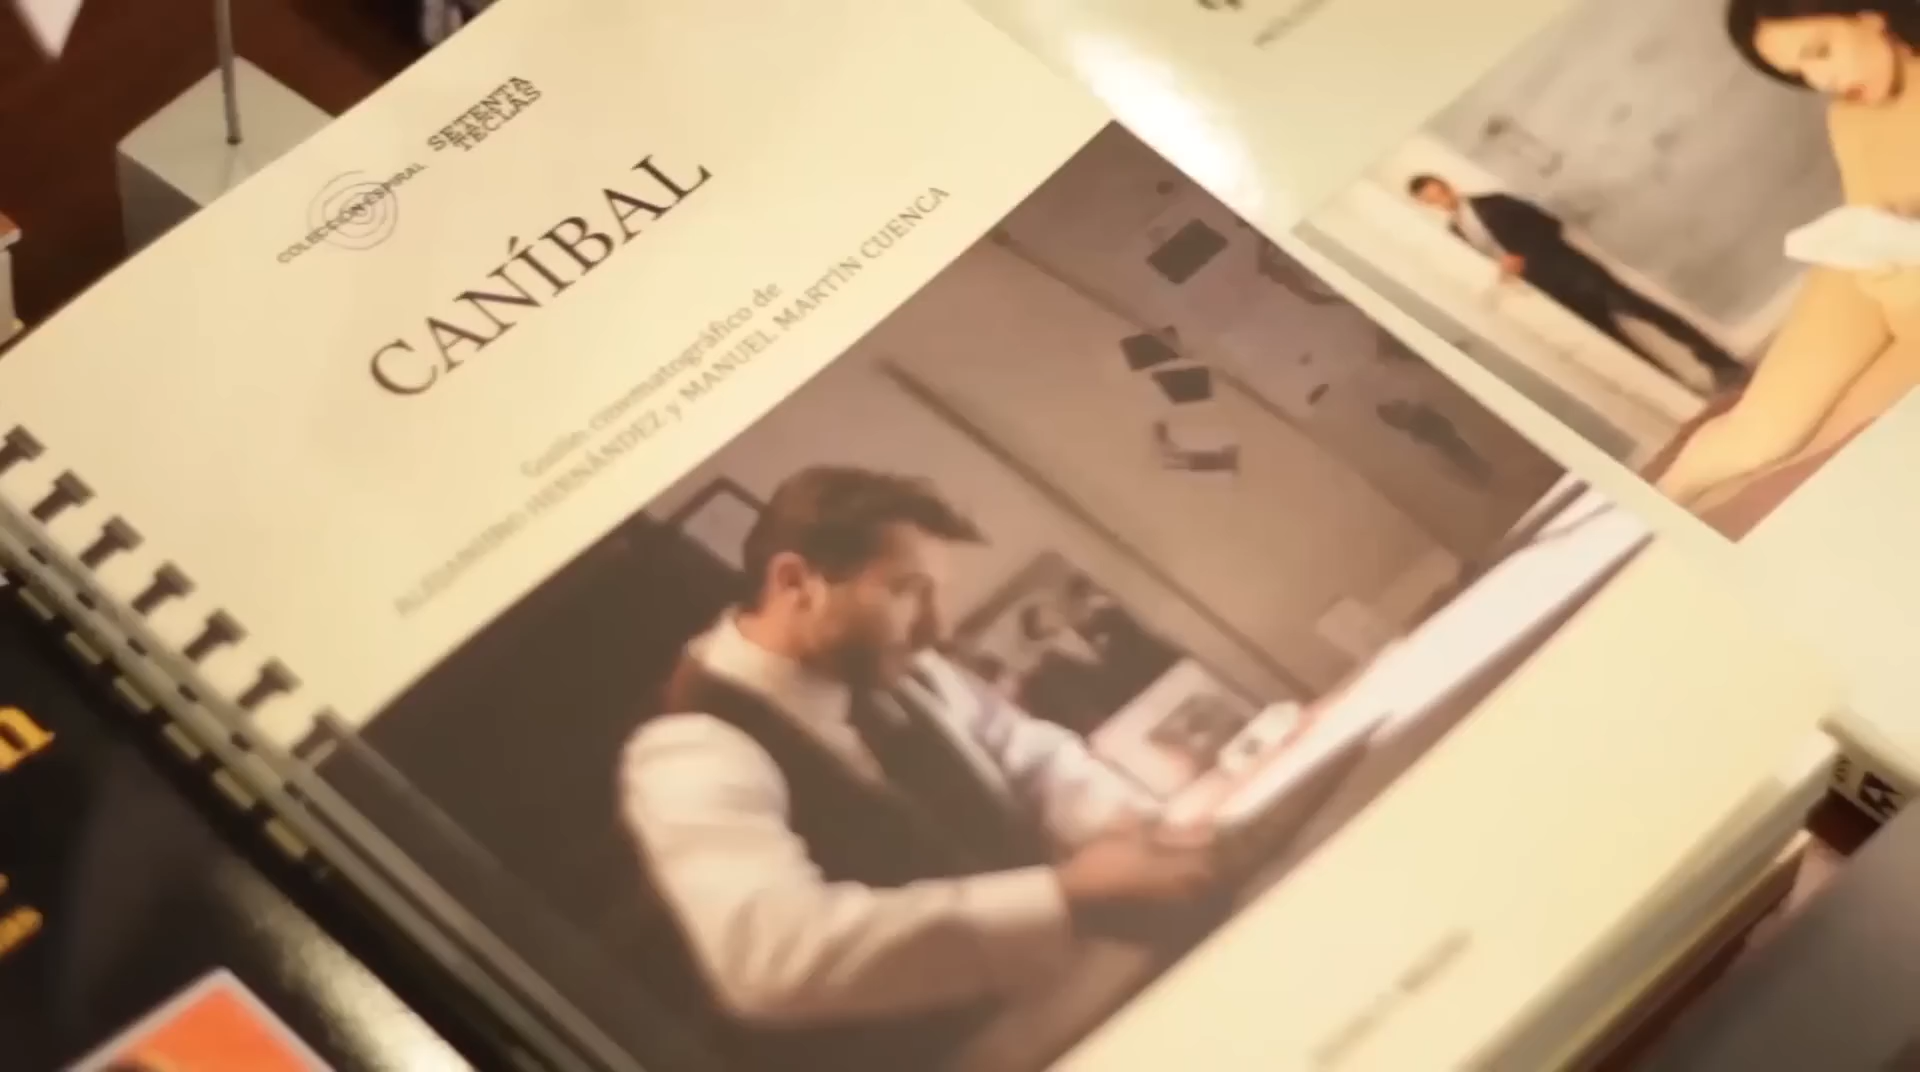 COLECCIÓN ESPIRAL
SETENTA
TECLAS
CANÍBAL
Guión cinematográfico de
ALEJANDRO HERNÁNDEZ y MANUEL MARTÍN CUENCA